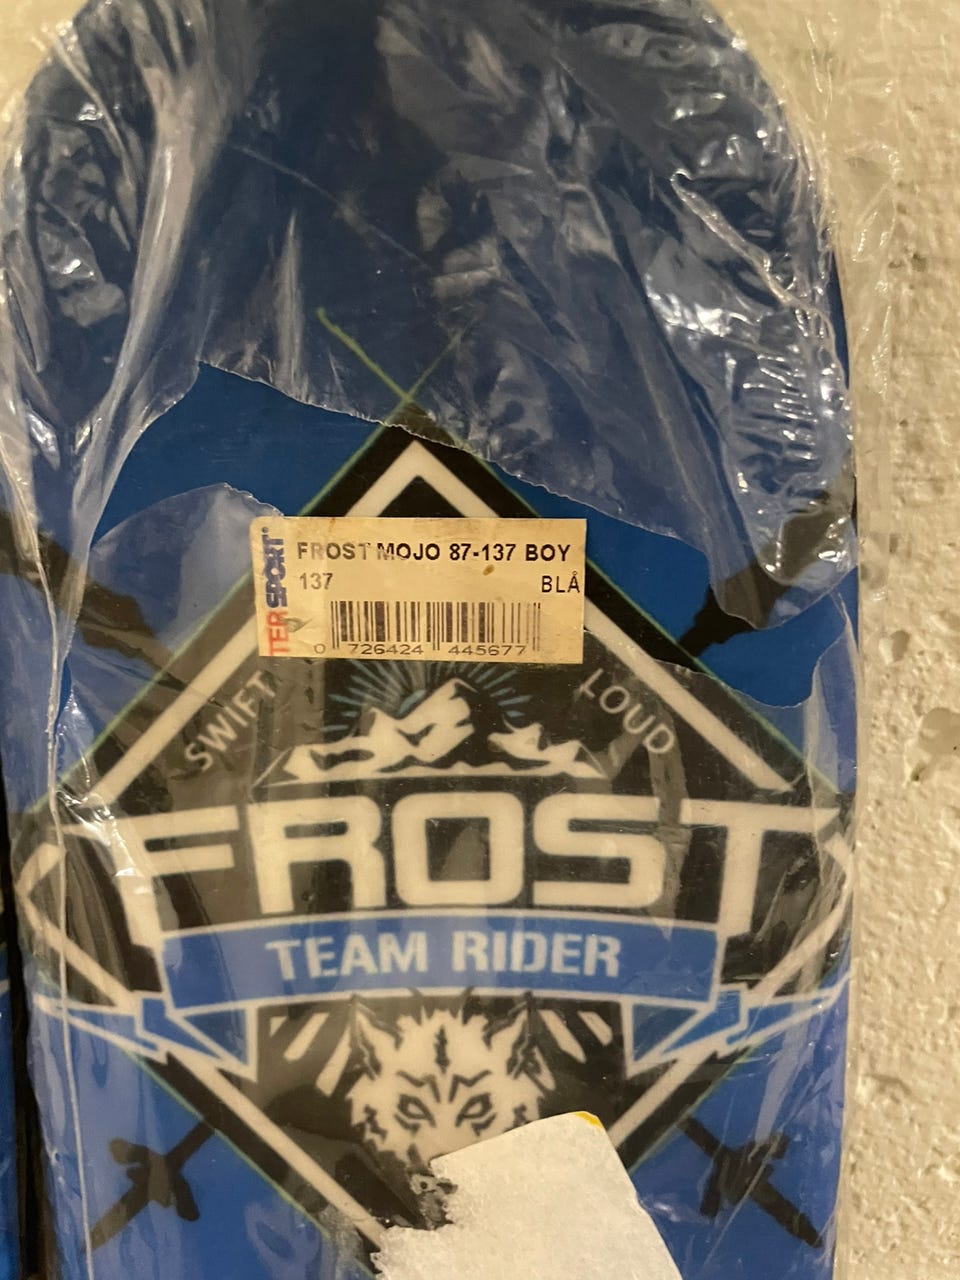 TERSPORT
FROST MOJO 87-137 BOY
137 BLÅ
0 726424 445677
SWIFT LOUD
FROST
TEAM RIDER